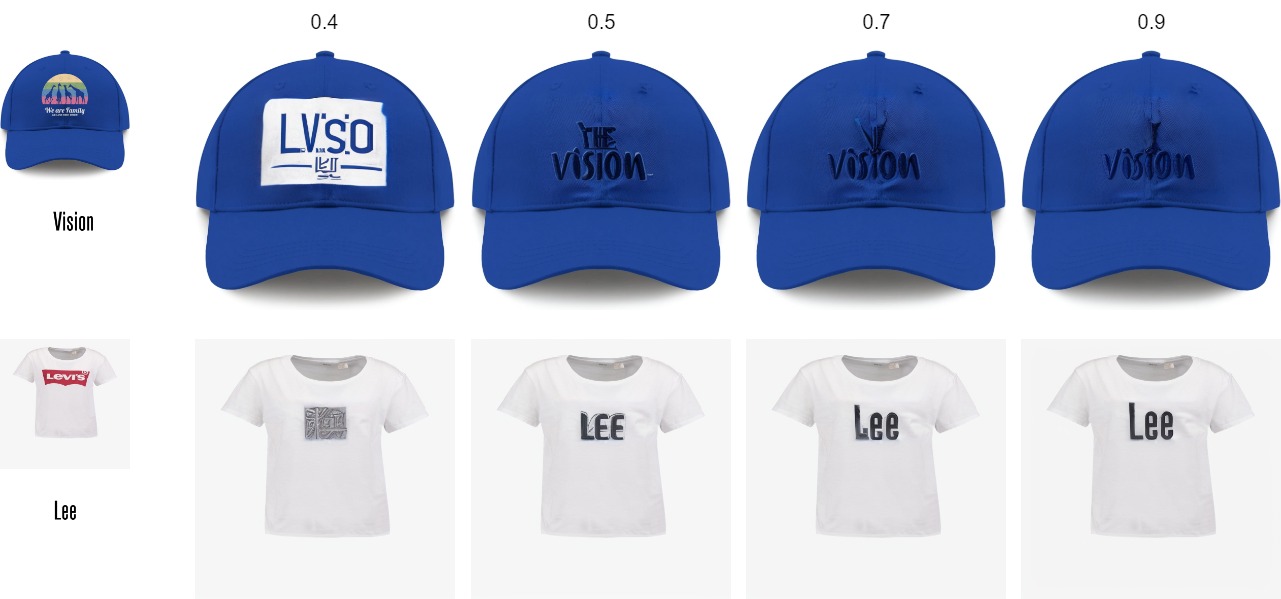 0.4
0.5
0.7
0.9
We are Family
Vision
LVSO
THE
vision
vision
vision
LEVI'S
Lee
LEE
Lee
Lee